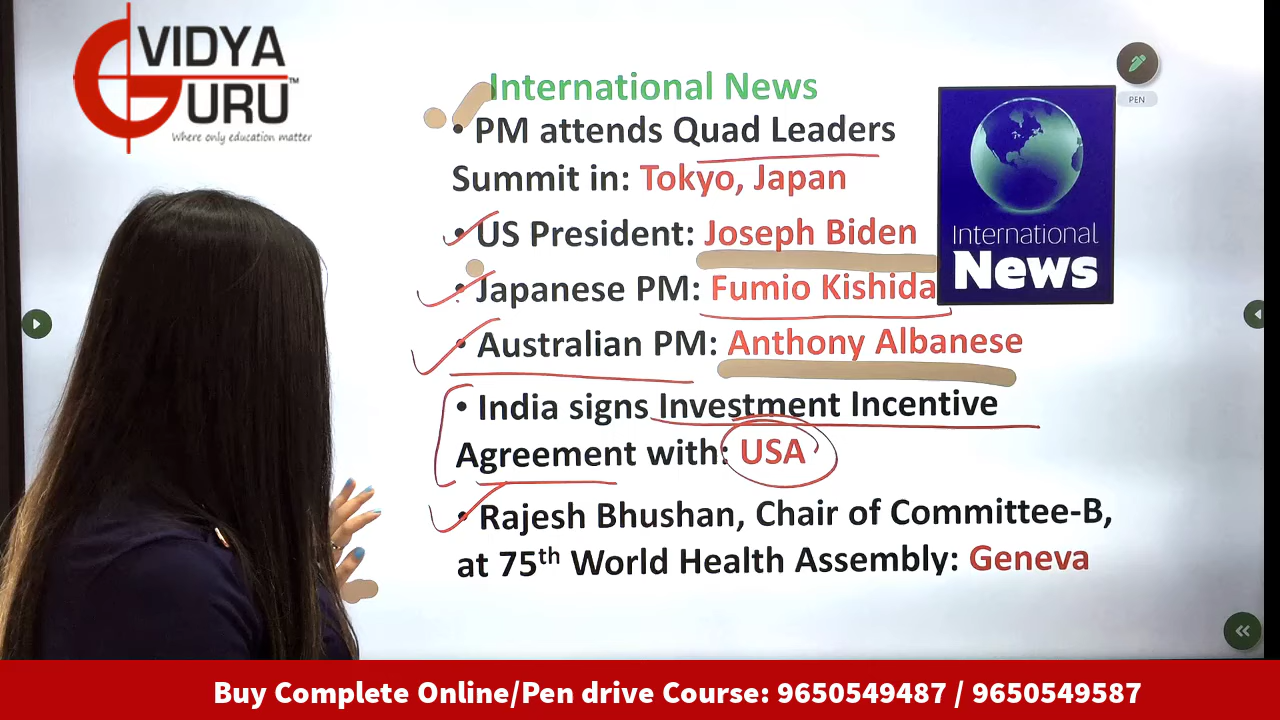 VIDYA
GURU™
Where only education matter
International News
• PM attends Quad Leaders
Summit in: Tokyo, Japan
• US President: Joseph Biden
• Japanese PM: Fumio Kishida
• Australian PM: Anthony Albanese
• India signs Investment Incentive
Agreement with: USA
• Rajesh Bhushan, Chair of Committee-B,
at 75th World Health Assembly: Geneva
PEN
International
News
Buy Complete Online/Pen drive Course: 9650549487 / 9650549587